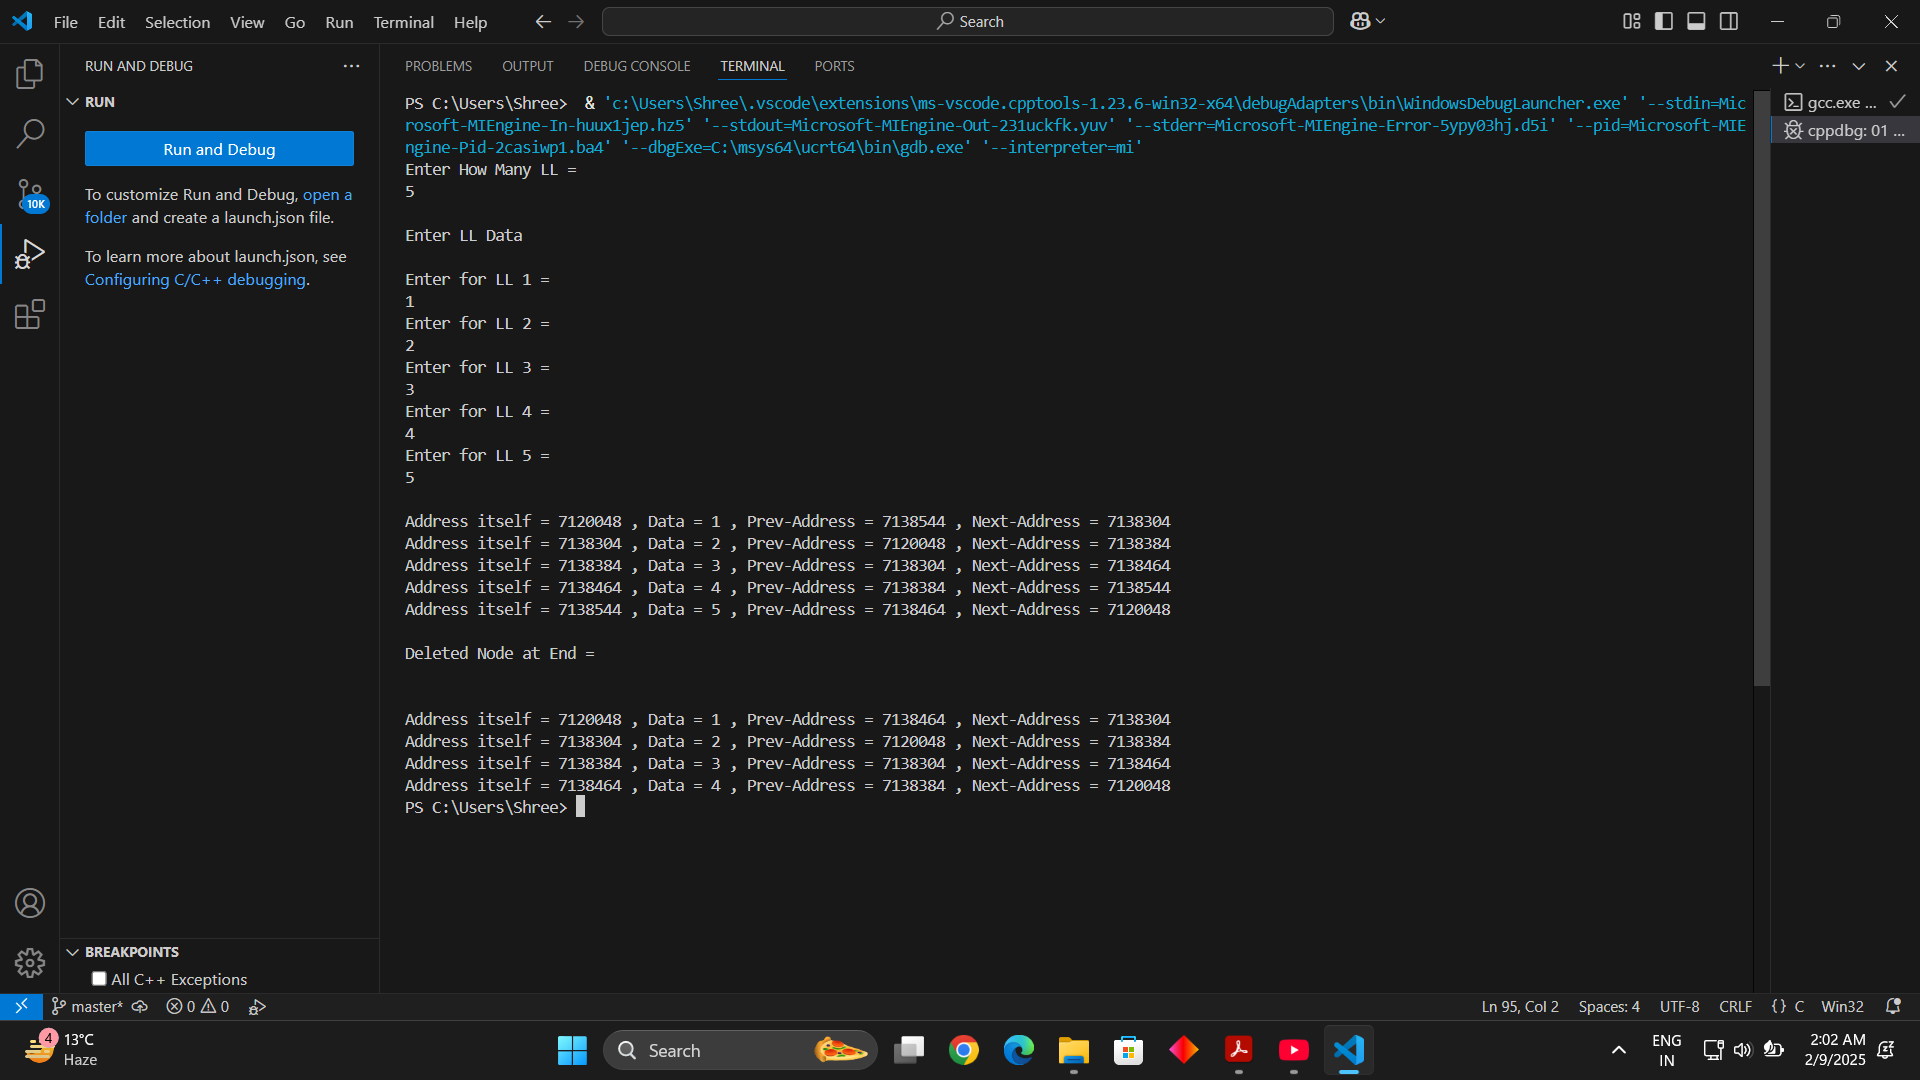 File Edit Selection View Go Run Terminal Help
Search
RUN AND DEBUG
RUN
Run and Debug
To customize Run and Debug, open a
folder and create a launch.json file.
To learn more about launch.json, see
Configuring C/C++ debugging.
10K
BREAKPOINTS
All C++ Exceptions
PROBLEMS OUTPUT DEBUG CONSOLE TERMINAL PORTS
PS C:\Users\Shree>  & 'c:\Users\Shree\.vscode\extensions\ms-vscode.cpptools-1.23.6-win32-x64\debugAdapters\bin\WindowsDebugLauncher.exe' '--stdin=Mic
rosoft-MIEngine-In-huux1jep.hz5' '--stdout=Microsoft-MIEngine-Out-231uckfk.yuv' '--stderr=Microsoft-MIEngine-Error-5ypy03hj.d5i' '--pid=Microsoft-MIE
ngine-Pid-2casiwp1.ba4' '--dbgExe=C:\msys64\ucrt64\bin\gdb.exe' '--interpreter=mi'
Enter How Many LL =
5
Enter LL Data
Enter for LL 1 =
1
Enter for LL 2 =
2
Enter for LL 3 =
3
Enter for LL 4 =
4
Enter for LL 5 =
5
Address itself = 7120048 , Data = 1 , Prev-Address = 7138544 , Next-Address = 7138304
Address itself = 7138304 , Data = 2 , Prev-Address = 7120048 , Next-Address = 7138384
Address itself = 7138384 , Data = 3 , Prev-Address = 7138304 , Next-Address = 7138464
Address itself = 7138464 , Data = 4 , Prev-Address = 7138384 , Next-Address = 7138544
Address itself = 7138544 , Data = 5 , Prev-Address = 7138464 , Next-Address = 7120048
Deleted Node at End =
Address itself = 7120048 , Data = 1 , Prev-Address = 7138464 , Next-Address = 7138304
Address itself = 7138304 , Data = 2 , Prev-Address = 7120048 , Next-Address = 7138384
Address itself = 7138384 , Data = 3 , Prev-Address = 7138304 , Next-Address = 7138464
Address itself = 7138464 , Data = 4 , Prev-Address = 7138384 , Next-Address = 7120048
PS C:\Users\Shree>
gcc.exe ...
cppdbg: 01 ...
master* 0 0
Ln 95, Col 2 Spaces: 4 UTF-8 CRLF {} C Win32
4
13°C
Haze
Search
ENG
IN
2:02 AM
2/9/2025